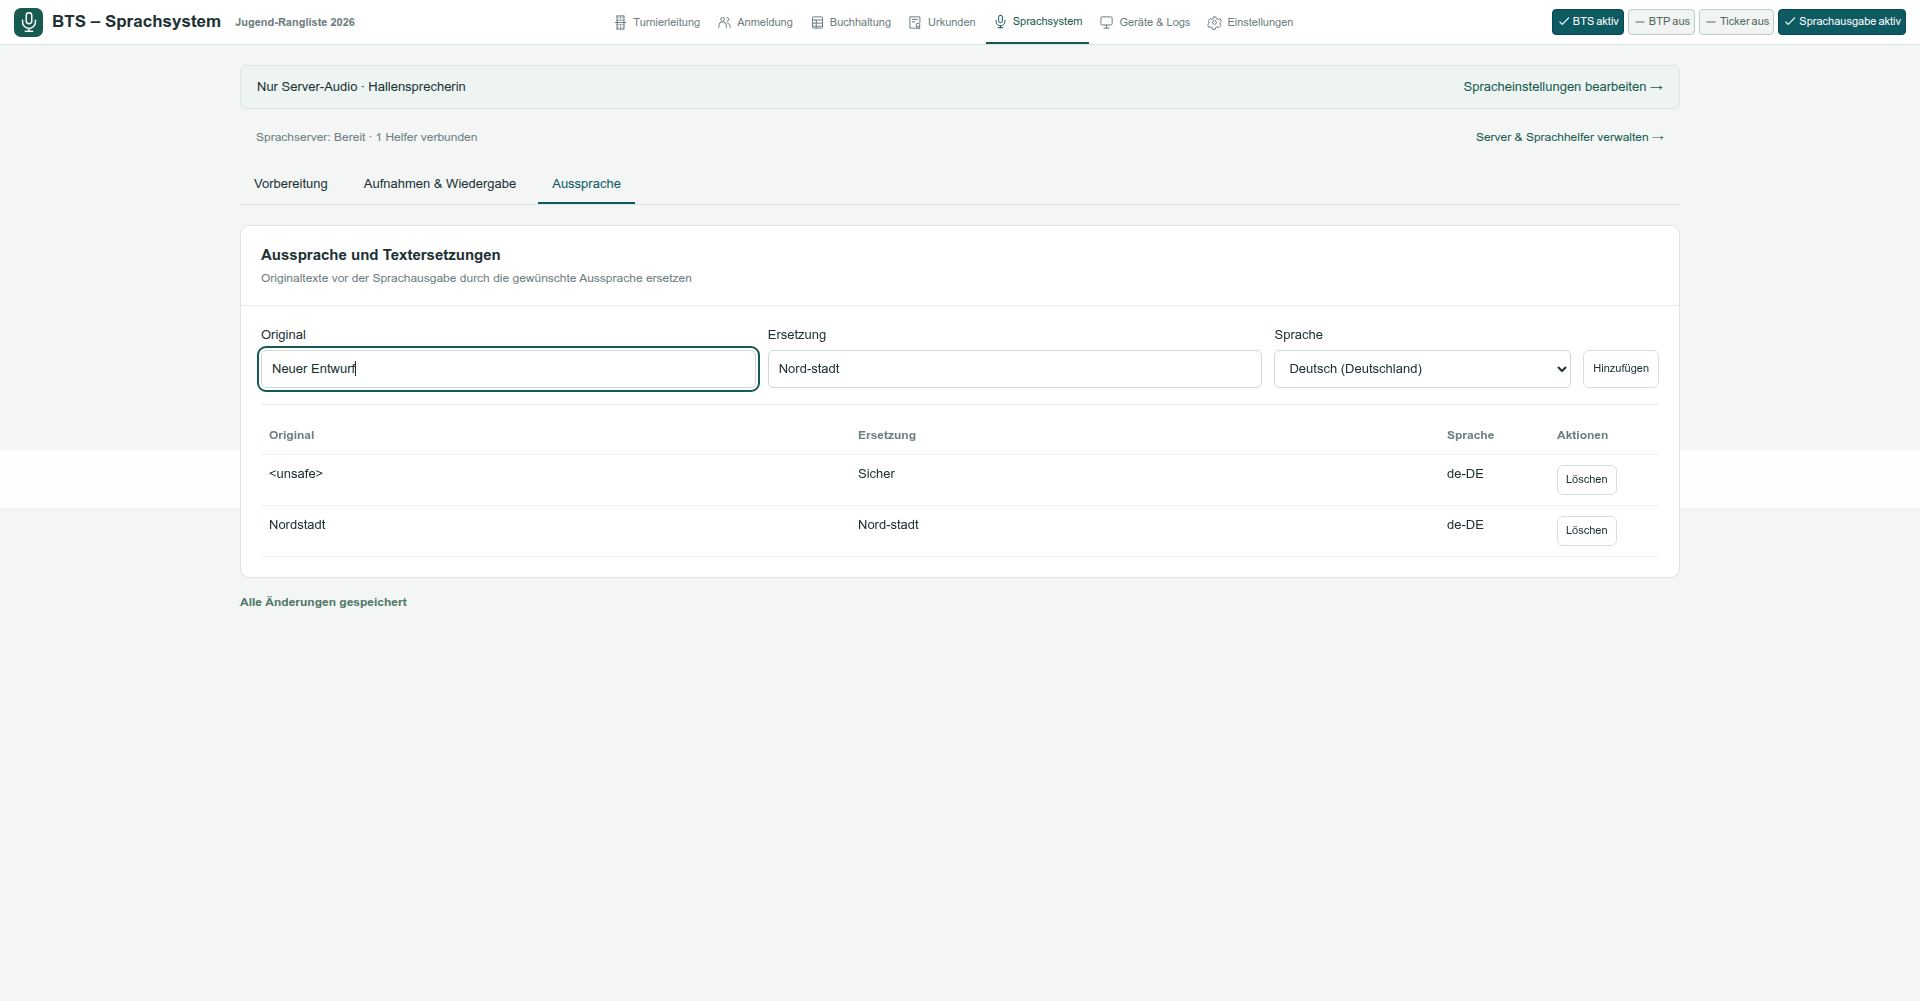 BTS – Sprachsystem Jugend-Rangliste 2026 Turnierleitung Anmeldung Buchhaltung Urkunden Sprachsystem Geräte & Logs Einstellungen BTS aktiv BTP aus Ticker aus Sprachausgabe aktiv
Nur Server-Audio · Hallensprecherin Spracheinstellungen bearbeiten →
Sprachserver: Bereit · 1 Helfer verbunden Server & Sprachhelfer verwalten →
Vorbereitung Aufnahmen & Wiedergabe Aussprache
Aussprache und Textersetzungen
Originaltexte vor der Sprachausgabe durch die gewünschte Aussprache ersetzen
Original Ersetzung Sprache
Neuer Entwurf Nord-stadt Deutsch (Deutschland) Hinzufügen
Original Ersetzung Sprache Aktionen
<unsafe> Sicher de-DE Löschen
Nordstadt Nord-stadt de-DE Löschen
Alle Änderungen gespeichert